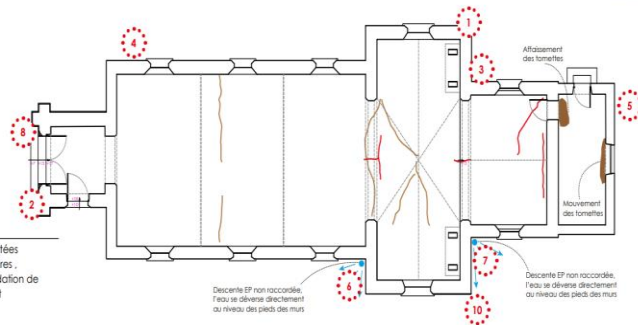 1
4
Affaissement
des tomettes
3
5
8
2
Mouvement
des tomettes
tées
res ,
dation de
t
Descente EP non raccordée,
l'eau se déverse directement
au niveau des pieds des murs
6
7
Descente EP non raccordée,
l'eau se déverse directement
au niveau des pieds des murs
10